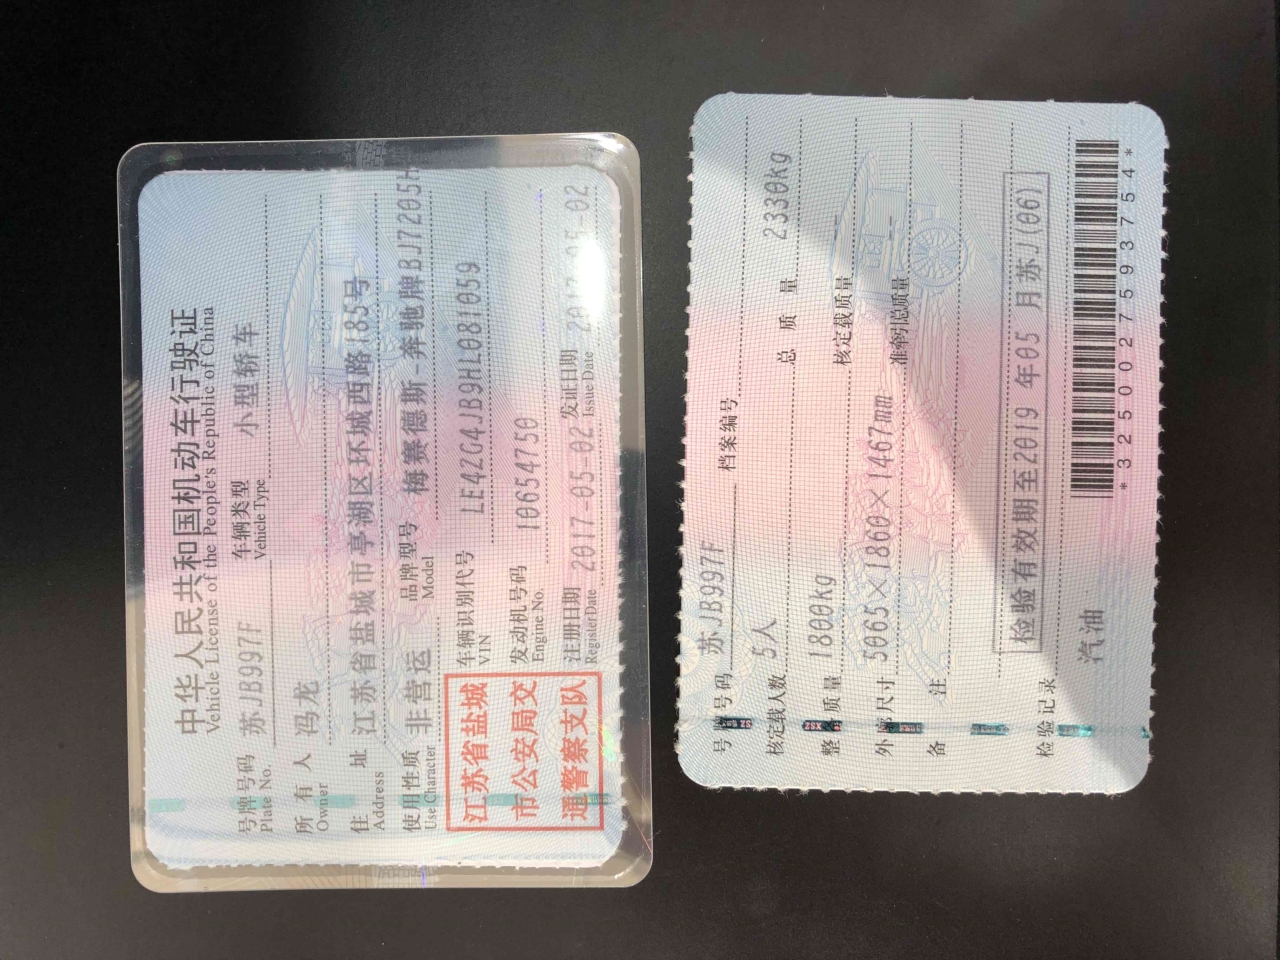 中华人民共和国机动车行驶证
Vehicle License of the People's Republic of China
号牌号码 苏JB997F 车辆类型 小型轿车
Plate No. Vehicle Type
所有人 冯龙
Owner
住址 江苏省盐城市亭湖区环城西路185号
Address
使用性质 非营运 品牌型号 梅赛德斯-奔驰牌BJ7205H
Use Character Model
江苏省盐城
市公安局交
通警察支队
车辆识别代号 LE4ZG4JB9HL081059
VIN
发动机号码 10654750
Engine No.
注册日期 2017-05-02 发证日期 2017-05-02
Register Date Issue Date
号牌号码 苏JB997F 档案编号
核定载人数 5人 总质量 2330kg
整备质量 1800kg 核定载质量
外廓尺寸 5065×1860×1467mm 准牵引总质量
备注
检验有效期至2019年05月苏J(06)
检验记录
汽油
*3250027593754*